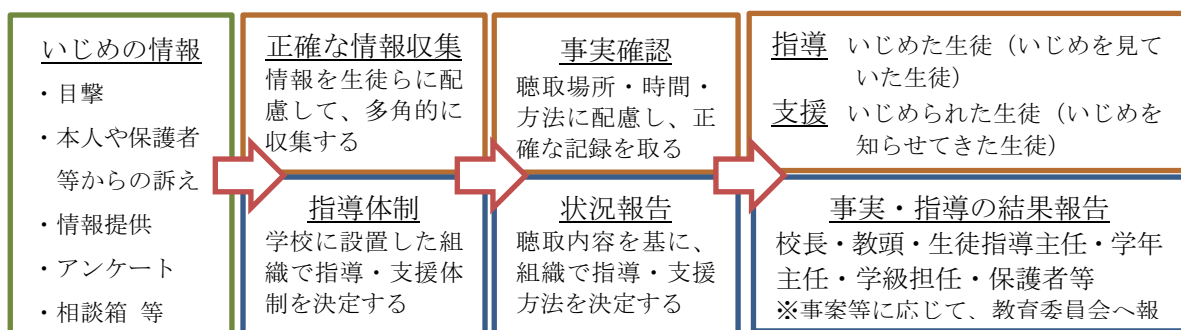 いじめの情報
・目撃
・本人や保護者
等からの訴え
・情報提供
・アンケート
・相談箱 等
正確な情報収集
情報を生徒らに配
慮して、多角的に
収集する
指導体制
学校に設置した組
織で指導・支援体
制を決定する
事実確認
聴取場所・時間・
方法に配慮し、正
確な記録を取る
状況報告
聴取内容を基に、
組織で指導・支援
方法を決定する
指導 いじめた生徒（いじめを見て
いた生徒）
支援 いじめられた生徒（いじめを
知らせてきた生徒）
事実・指導の結果報告
校長・教頭・生徒指導主任・学年
主任・学級担任・保護者等
※事案等に応じて、教育委員会へ報